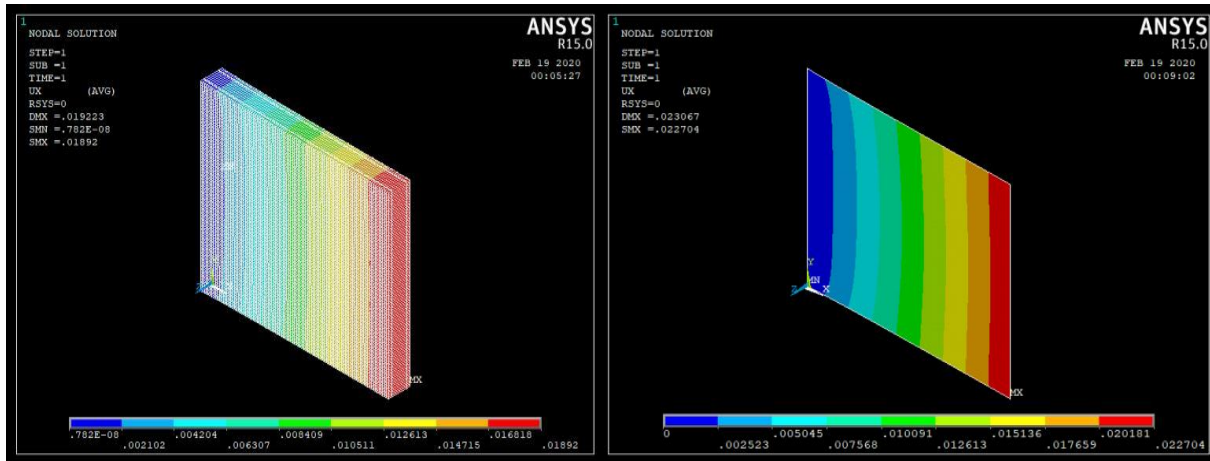 1
ANSYS
R15.0
NODAL SOLUTION
STEP=1
SUB =1
TIME=1
UX (AVG)
RSYS=0
DMX =.019223
SMN =.782E-08
SMX =.01892
FEB 19 2020
00:05:27
MN
Y
Z X
MX
.782E-08 .004204 .008409 .012613 .016818
.002102 .006307 .010511 .014715 .01892
1
ANSYS
R15.0
NODAL SOLUTION
STEP=1
SUB =1
TIME=1
UX (AVG)
RSYS=0
DMX =.023067
SMX =.022704
FEB 19 2020
00:09:02
Y
MN
Z X
MX
0 .005045 .010091 .015136 .020181
.002523 .007568 .012613 .017659 .022704